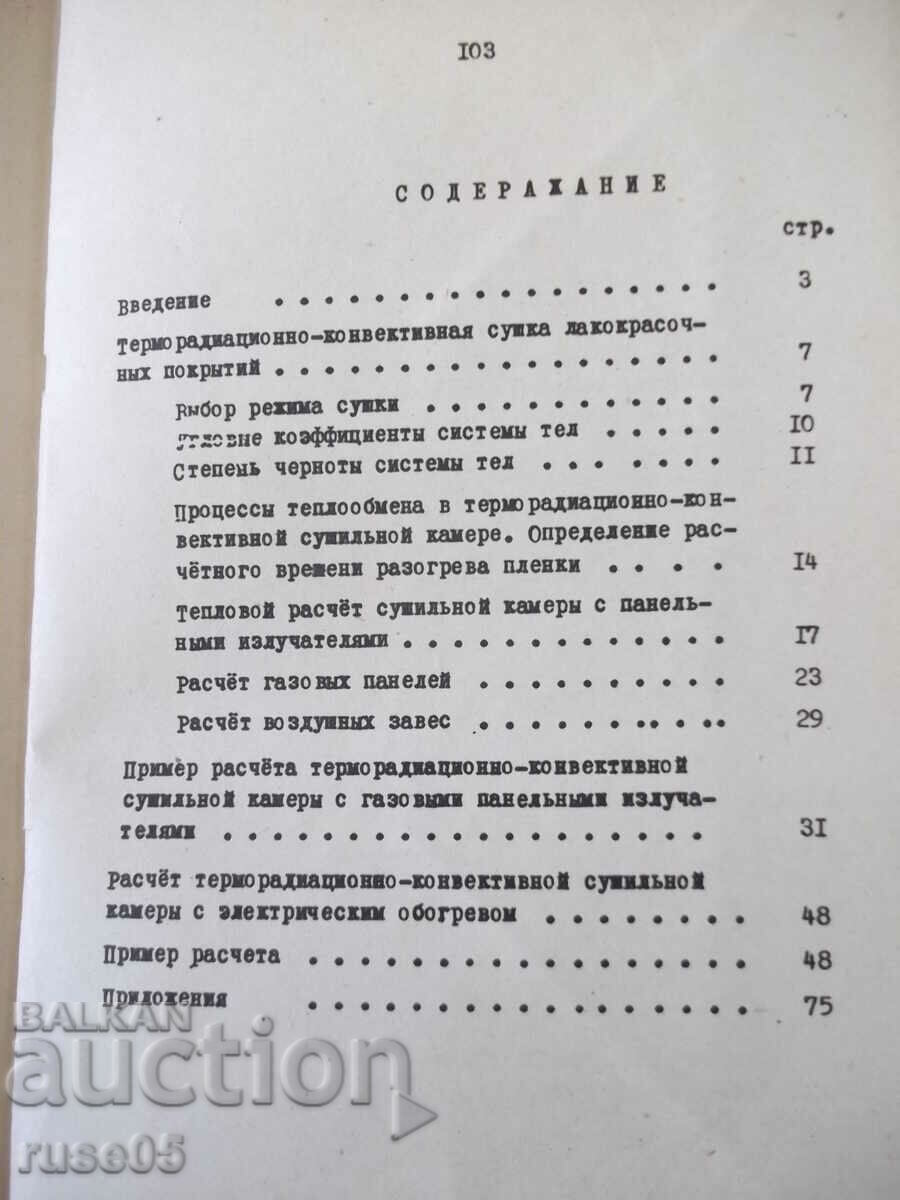 103
СОДЕРЖАНИЕ
стр.
Введение . . . . . . . . . . . . . . . . . . 3
Терморадиационно-конвективная сушка лакокрасоч-
ных покрытий . . . . . . . . . . . . . . . . . . 7
Выбор режима сушки . . . . . . . . . . . . 7
Угловые коэффициенты системы тел . . . . . 10
Степень черноты системы тел . . . . . . . 11
Процессы теплообмена в терморадиационно-кон-
вективной сушильной камере. Определение рас-
чётного времени разогрева пленки . . . . 14
Тепловой расчёт сушильной камеры с панель-
ными излучателями . . . . . . . . . . . . . 17
Расчёт газовых панелей . . . . . . . . . . 23
Расчёт воздушных завес . . . . . . .. . .. 29
Пример расчёта терморадиационно-конвективной
сушильной камеры с газовыми панельными излуча-
телями . . . . . . . . . . . . . . . . . . . 31
Расчёт терморадиационно-конвективной сушильной
камеры с электрическим обогревом . . . . . . . . 48
Пример расчета . . . . . . . . . . . . . . . . . 48
Приложения . . . . . . . . . . . . . . . . . 75
BALKAN
auction
ruse05